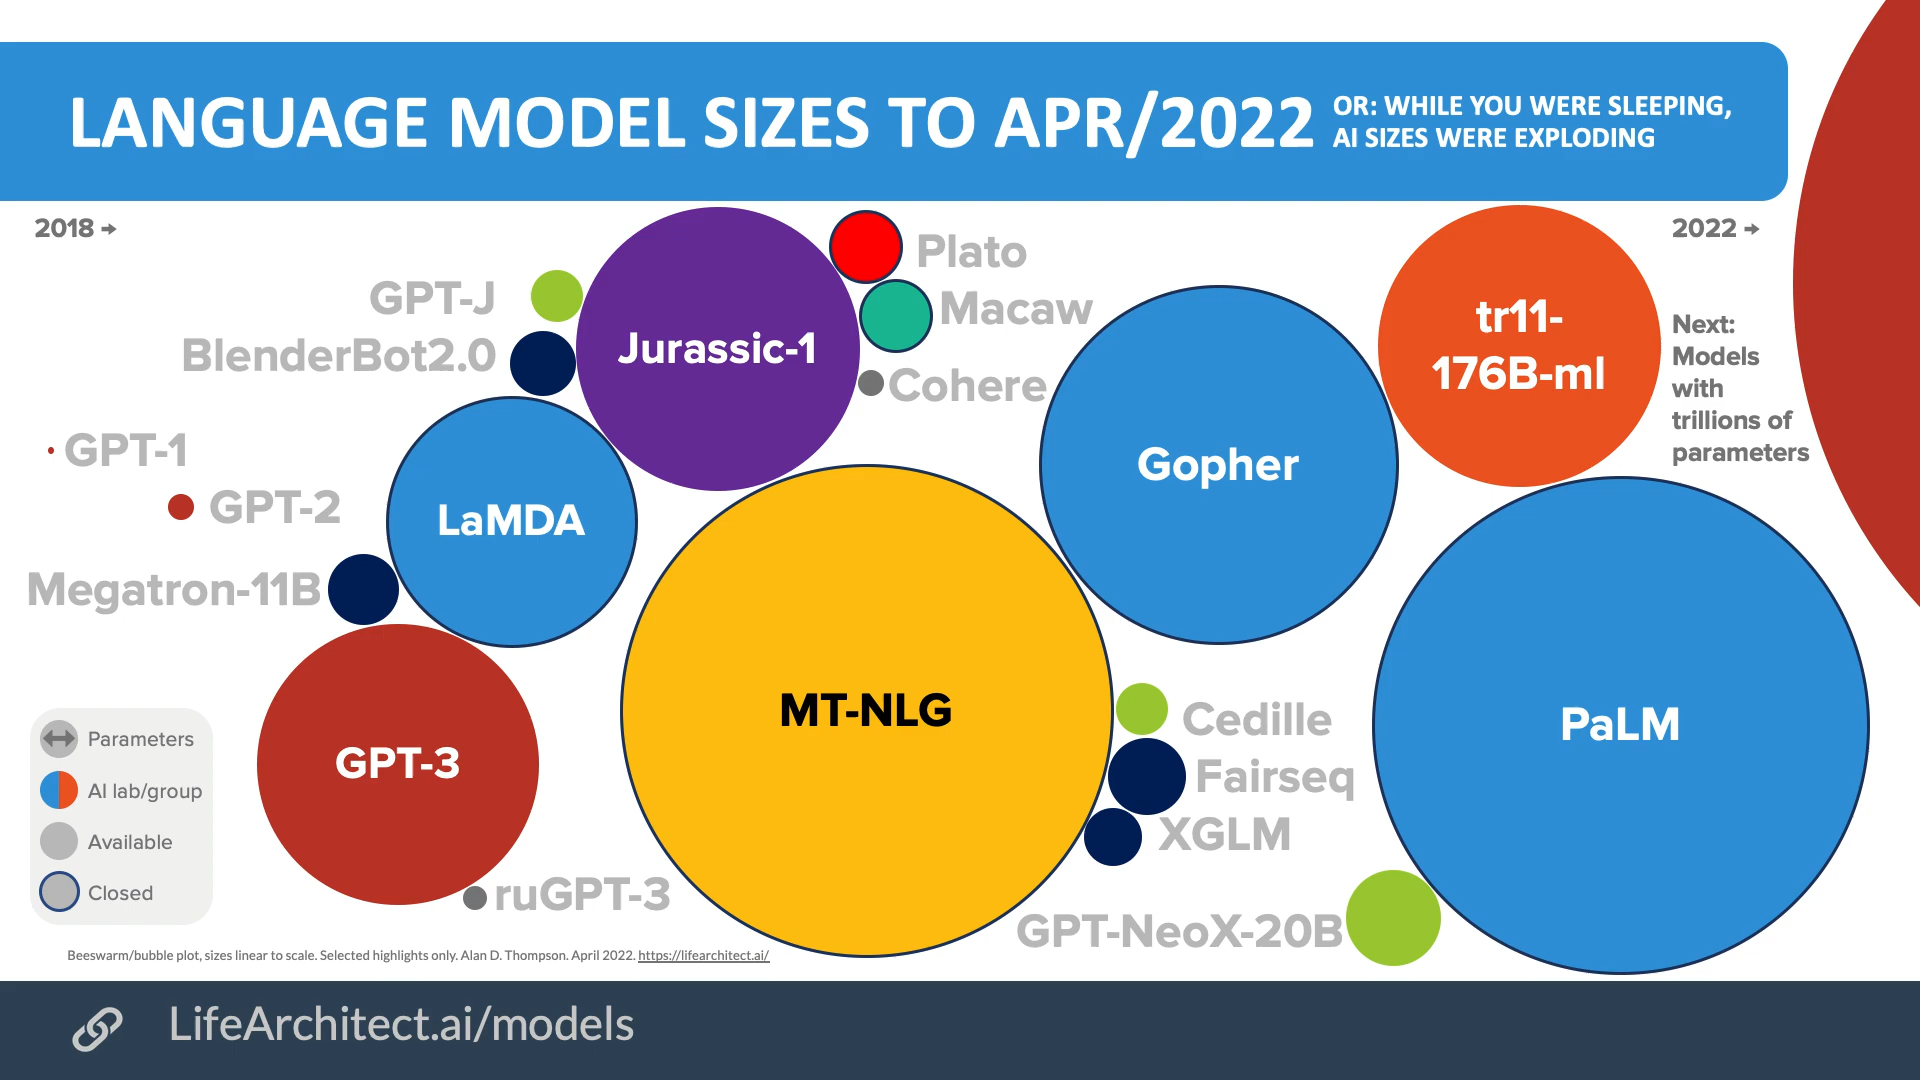 LANGUAGE MODEL SIZES TO APR/2022
OR: WHILE YOU WERE SLEEPING,
AI SIZES WERE EXPLODING
2018 →
2022 →
Plato
GPT-J
Macaw
BlenderBot2.0
Jurassic-1
Cohere
tr11-
176B-ml
Next:
Models
with
trillions of
parameters
GPT-1
Gopher
GPT-2
LaMDA
Megatron-11B
MT-NLG
Cedille
PaLM
GPT-3
Fairseq
XGLM
ruGPT-3
GPT-NeoX-20B
Parameters
AI lab/group
Available
Closed
Beeswarm/bubble plot, sizes linear to scale. Selected highlights only. Alan D. Thompson. April 2022. https://lifearchitect.ai/
LifeArchitect.ai/models